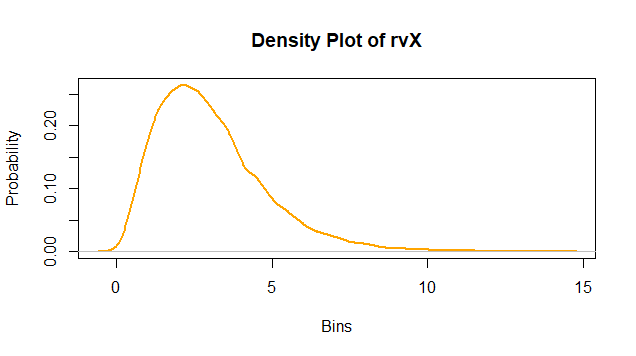 Density Plot of rvX
Probability
0.20
0.10
0.00
0 5 10 15
Bins